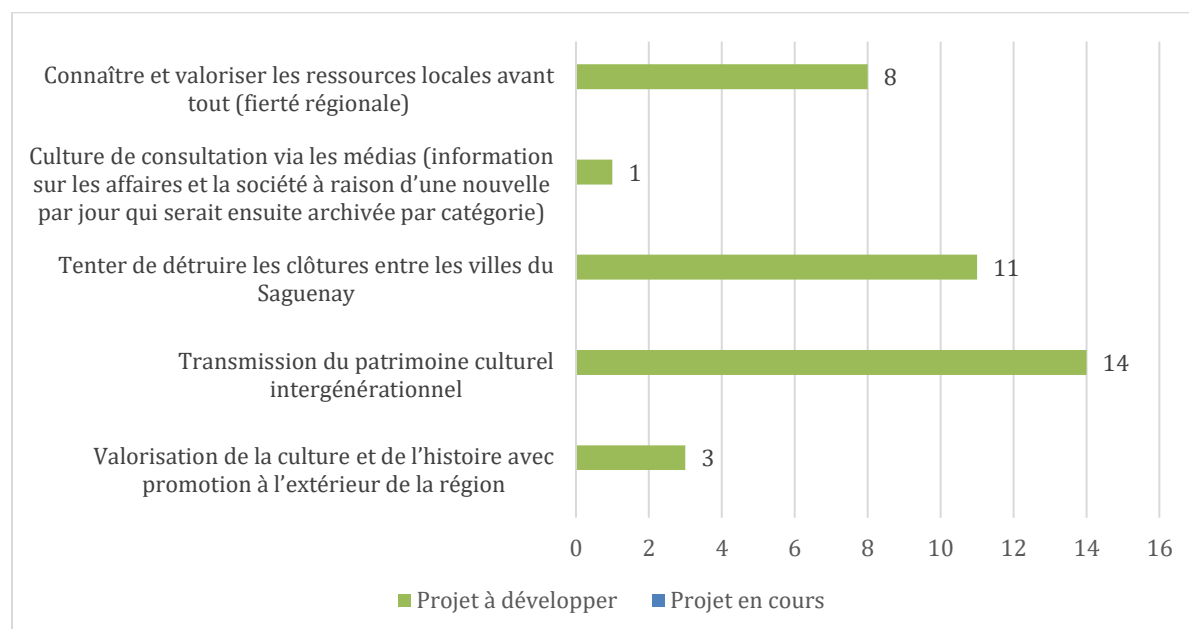 Connaître et valoriser les ressources locales avant
tout (fierté régionale)
8
Culture de consultation via les médias (information
sur les affaires et la société à raison d’une nouvelle
par jour qui serait ensuite archivée par catégorie)
1
Tenter de détruire les clôtures entre les villes du
Saguenay
11
Transmission du patrimoine culturel
intergénérationnel
14
Valorisation de la culture et de l’histoire avec
promotion à l’extérieur de la région
3
0 2 4 6 8 10 12 14 16
Projet à développer Projet en cours